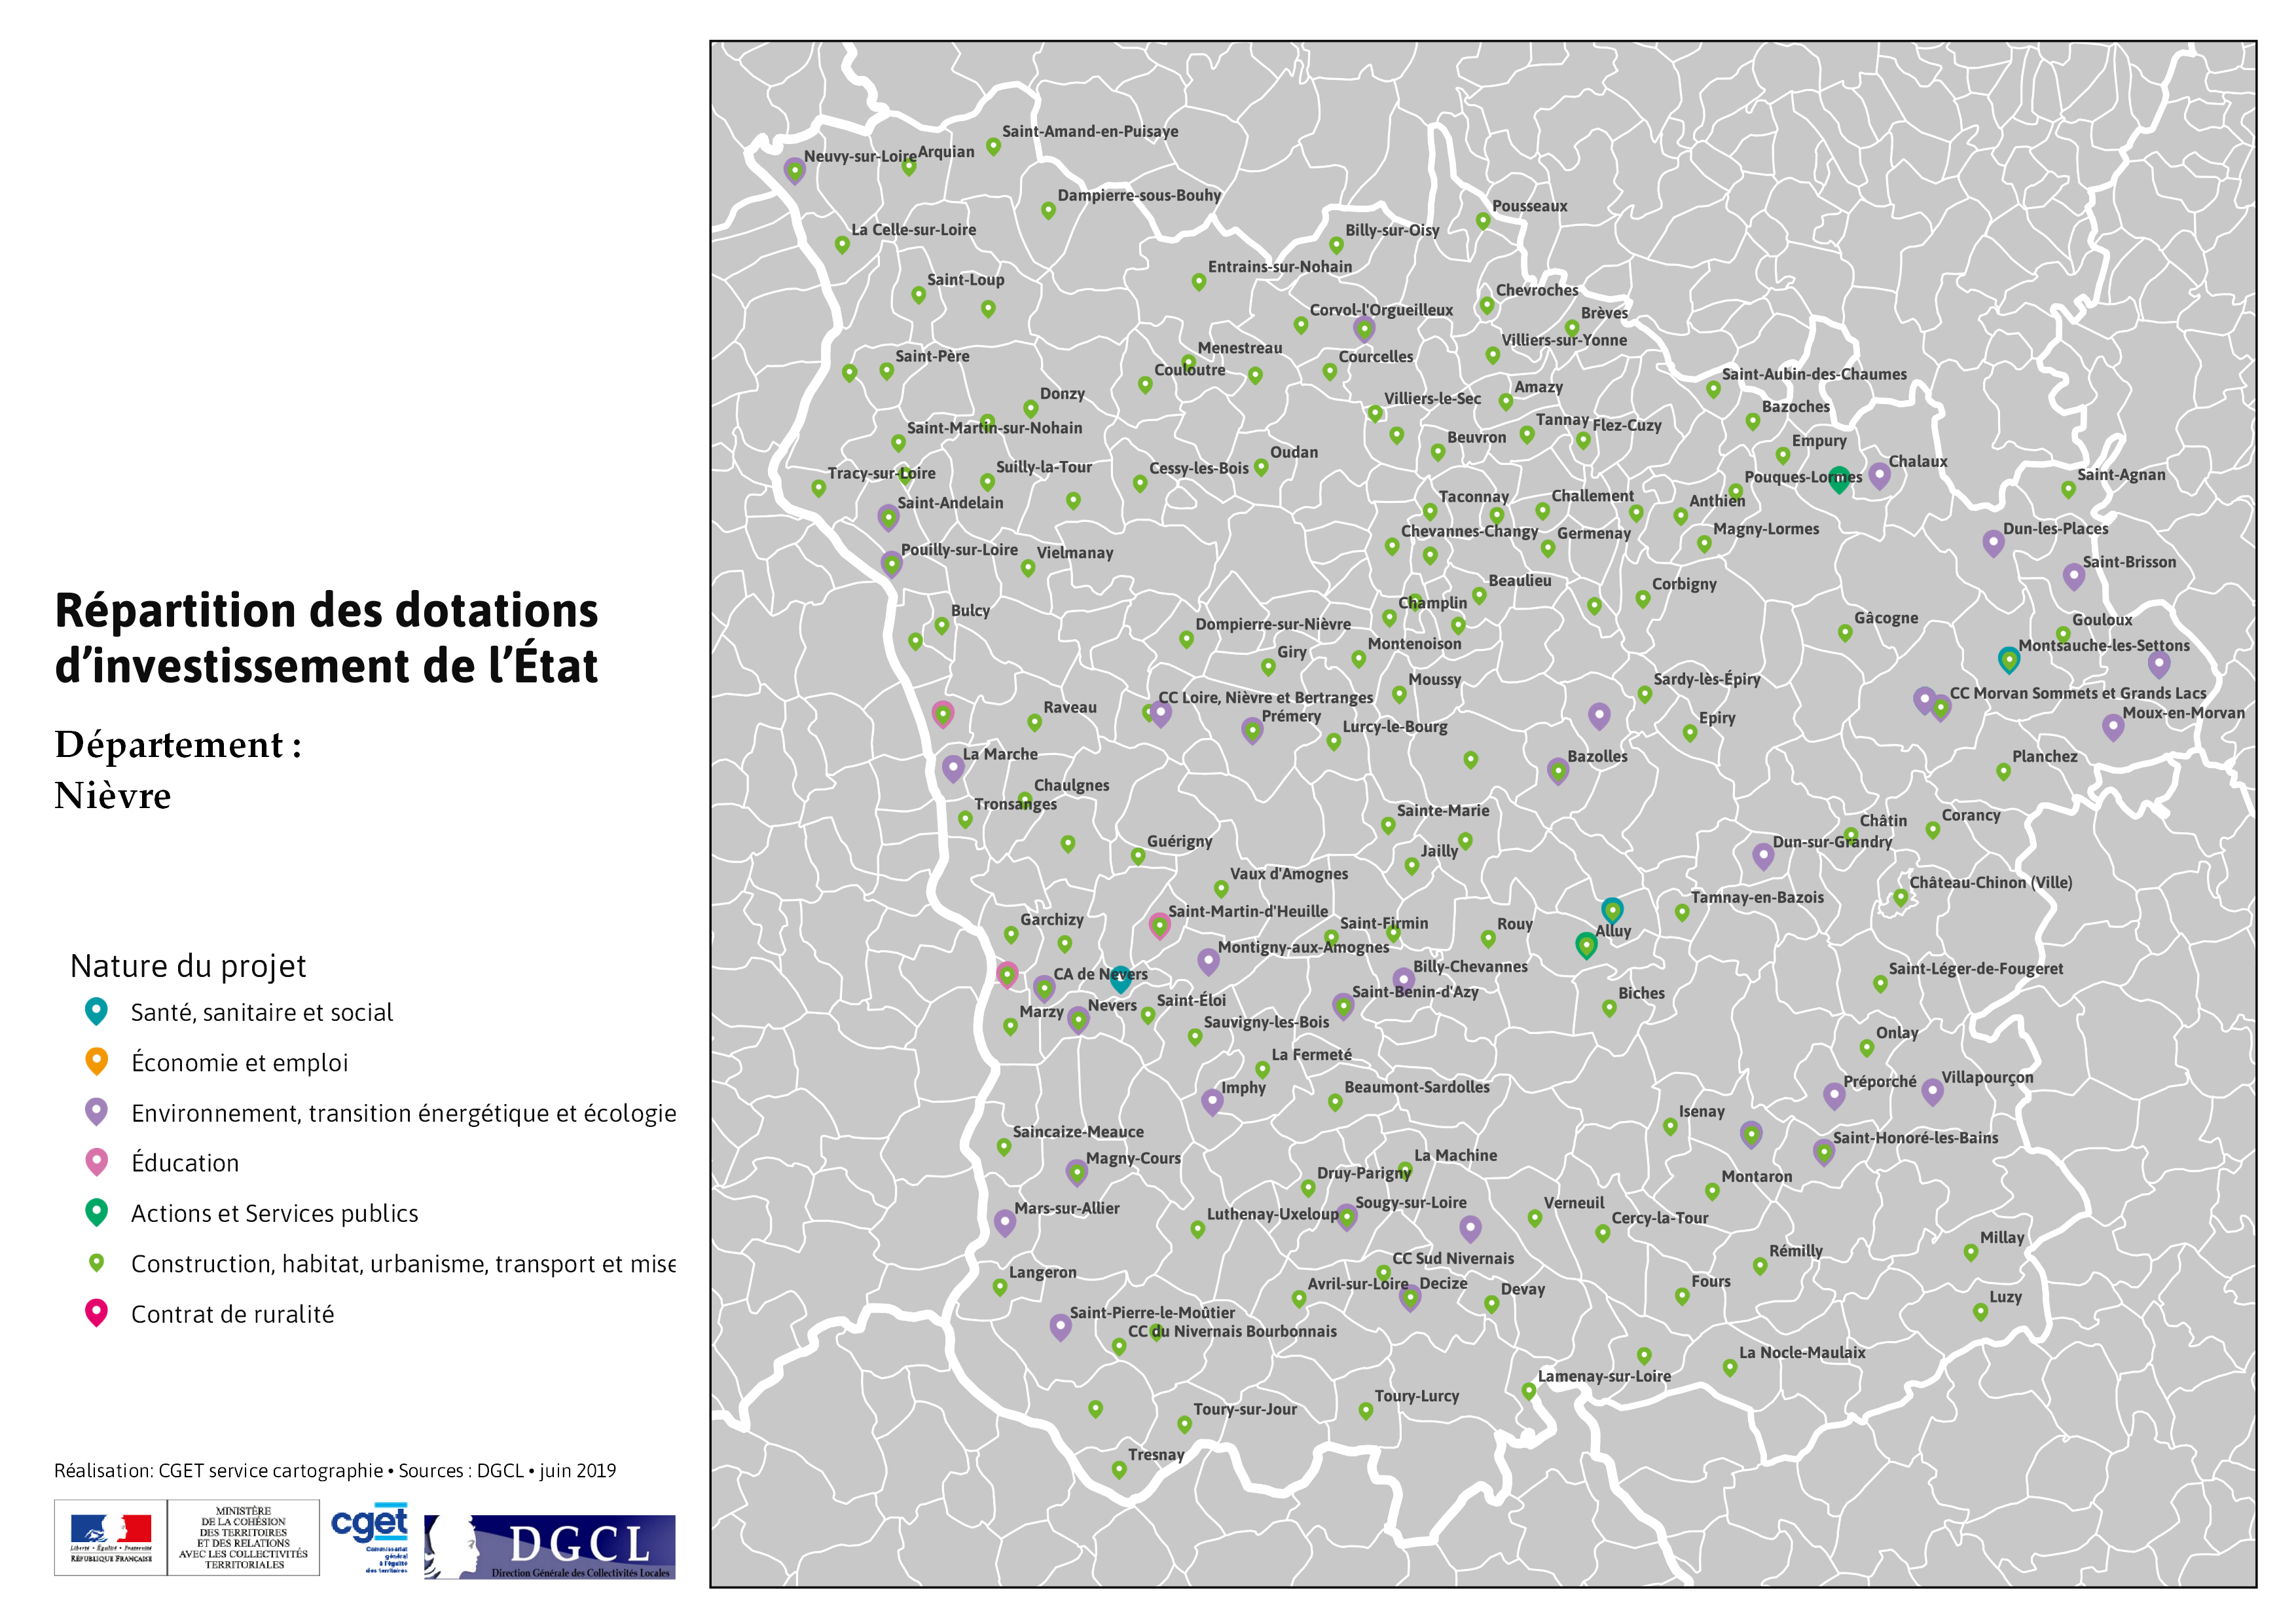 Répartition des dotations
d’investissement de l’État
Département :
Nièvre
Nature du projet
Santé, sanitaire et social
Économie et emploi
Environnement, transition énergétique et écologie
Éducation
Actions et Services publics
Construction, habitat, urbanisme, transport et mise
Contrat de ruralité
Réalisation: CGET service cartographie • Sources : DGCL • juin 2019
Liberté • Égalité • Fraternité
RÉPUBLIQUE FRANÇAISE
MINISTÈRE
DE LA COHÉSION
DES TERRITOIRES
ET DES RELATIONS
AVEC LES COLLECTIVITÉS
TERRITORIALES
cget
Commissariat
général
à l'égalité
des territoires
DGCL
Direction Générale des Collectivités Locales
Saint-Amand-en-Puisaye
Neuvy-sur-Loire
Arquian
Dampierre-sous-Bouhy
Pousseaux
La Celle-sur-Loire
Billy-sur-Oisy
Entrains-sur-Nohain
Saint-Loup
Chevroches
Corvol-l'Orgueilleux
Brèves
Villiers-sur-Yonne
Menestreau
Saint-Père
Courcelles
Couloutre
Saint-Aubin-des-Chaumes
Donzy
Amazy
Villiers-le-Sec
Bazoches
Saint-Martin-sur-Nohain
Tannay
Flez-Cuzy
Beuvron
Empury
Oudan
Chalaux
Tracy-sur-Loire
Suilly-la-Tour
Cessy-les-Bois
Pouques-Lormes
Saint-Agnan
Saint-Andelain
Taconnay
Challement
Anthien
Chevannes-Changy
Germenay
Magny-Lormes
Dun-les-Places
Pouilly-sur-Loire
Vielmanay
Saint-Brisson
Beaulieu
Corbigny
Bulcy
Champlin
Gâcogne
Gouloux
Dompierre-sur-Nièvre
Montenoison
Montsauche-les-Settons
Giry
Moussy
Sardy-lès-Épiry
CC Loire, Nièvre et Bertranges
CC Morvan Sommets et Grands Lacs
Raveau
Prémery
Lurcy-le-Bourg
Epiry
Moux-en-Morvan
La Marche
Bazolles
Planchez
Chaulgnes
Tronsanges
Sainte-Marie
Châtin
Corancy
Guérigny
Jailly
Dun-sur-Grandry
Vaux d'Amognes
Château-Chinon (Ville)
Tamnay-en-Bazois
Garchizy
Saint-Martin-d'Heuille
Saint-Firmin
Rouy
Alluy
Montigny-aux-Amognes
CA de Nevers
Billy-Chevannes
Saint-Léger-de-Fougeret
Saint-Benin-d'Azy
Biches
Marzy
Nevers
Saint-Éloi
Sauvigny-les-Bois
Onlay
La Fermeté
Imphy
Beaumont-Sardolles
Préporché
Villapourçon
Isenay
Saincaize-Meauce
Saint-Honoré-les-Bains
Magny-Cours
La Machine
Druy-Parigny
Montaron
Mars-sur-Allier
Luthenay-Uxeloup
Sougy-sur-Loire
Verneuil
Cercy-la-Tour
Millay
CC Sud Nivernais
Rémilly
Langeron
Avril-sur-Loire
Decize
Devay
Fours
Luzy
Saint-Pierre-le-Moûtier
CC du Nivernais Bourbonnais
La Nocle-Maulaix
Lamenay-sur-Loire
Toury-Lurcy
Toury-sur-Jour
Tresnay